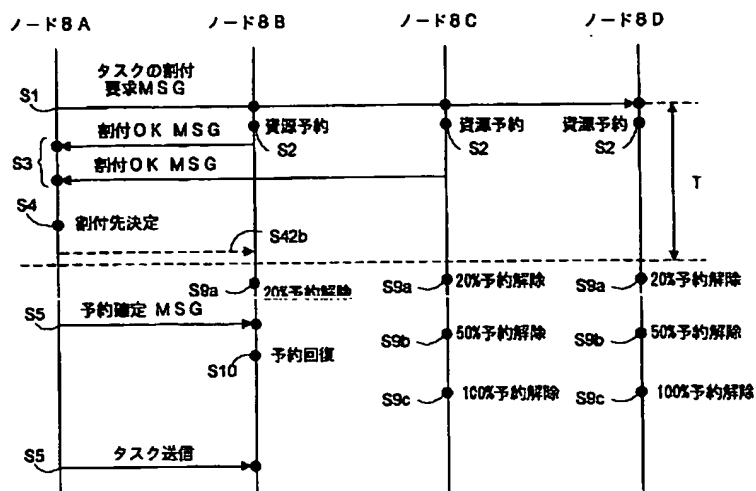 ノード8A ノード8B ノード8C ノード8D
タスクの割付
要求MSG
S1
割付OK MSG 資源予約 資源予約 資源予約
S2 S2 S2
S3
割付OK MSG
T
S4
割付先決定
S42b
S9a 20%予約解除 S9a 20%予約解除 S9a 20%予約解除
S5 予約確定 MSG S9b 50%予約解除 S9b 50%予約解除
S10 予約回復
S9c 100%予約解除 S9c 100%予約解除
S5 タスク送信